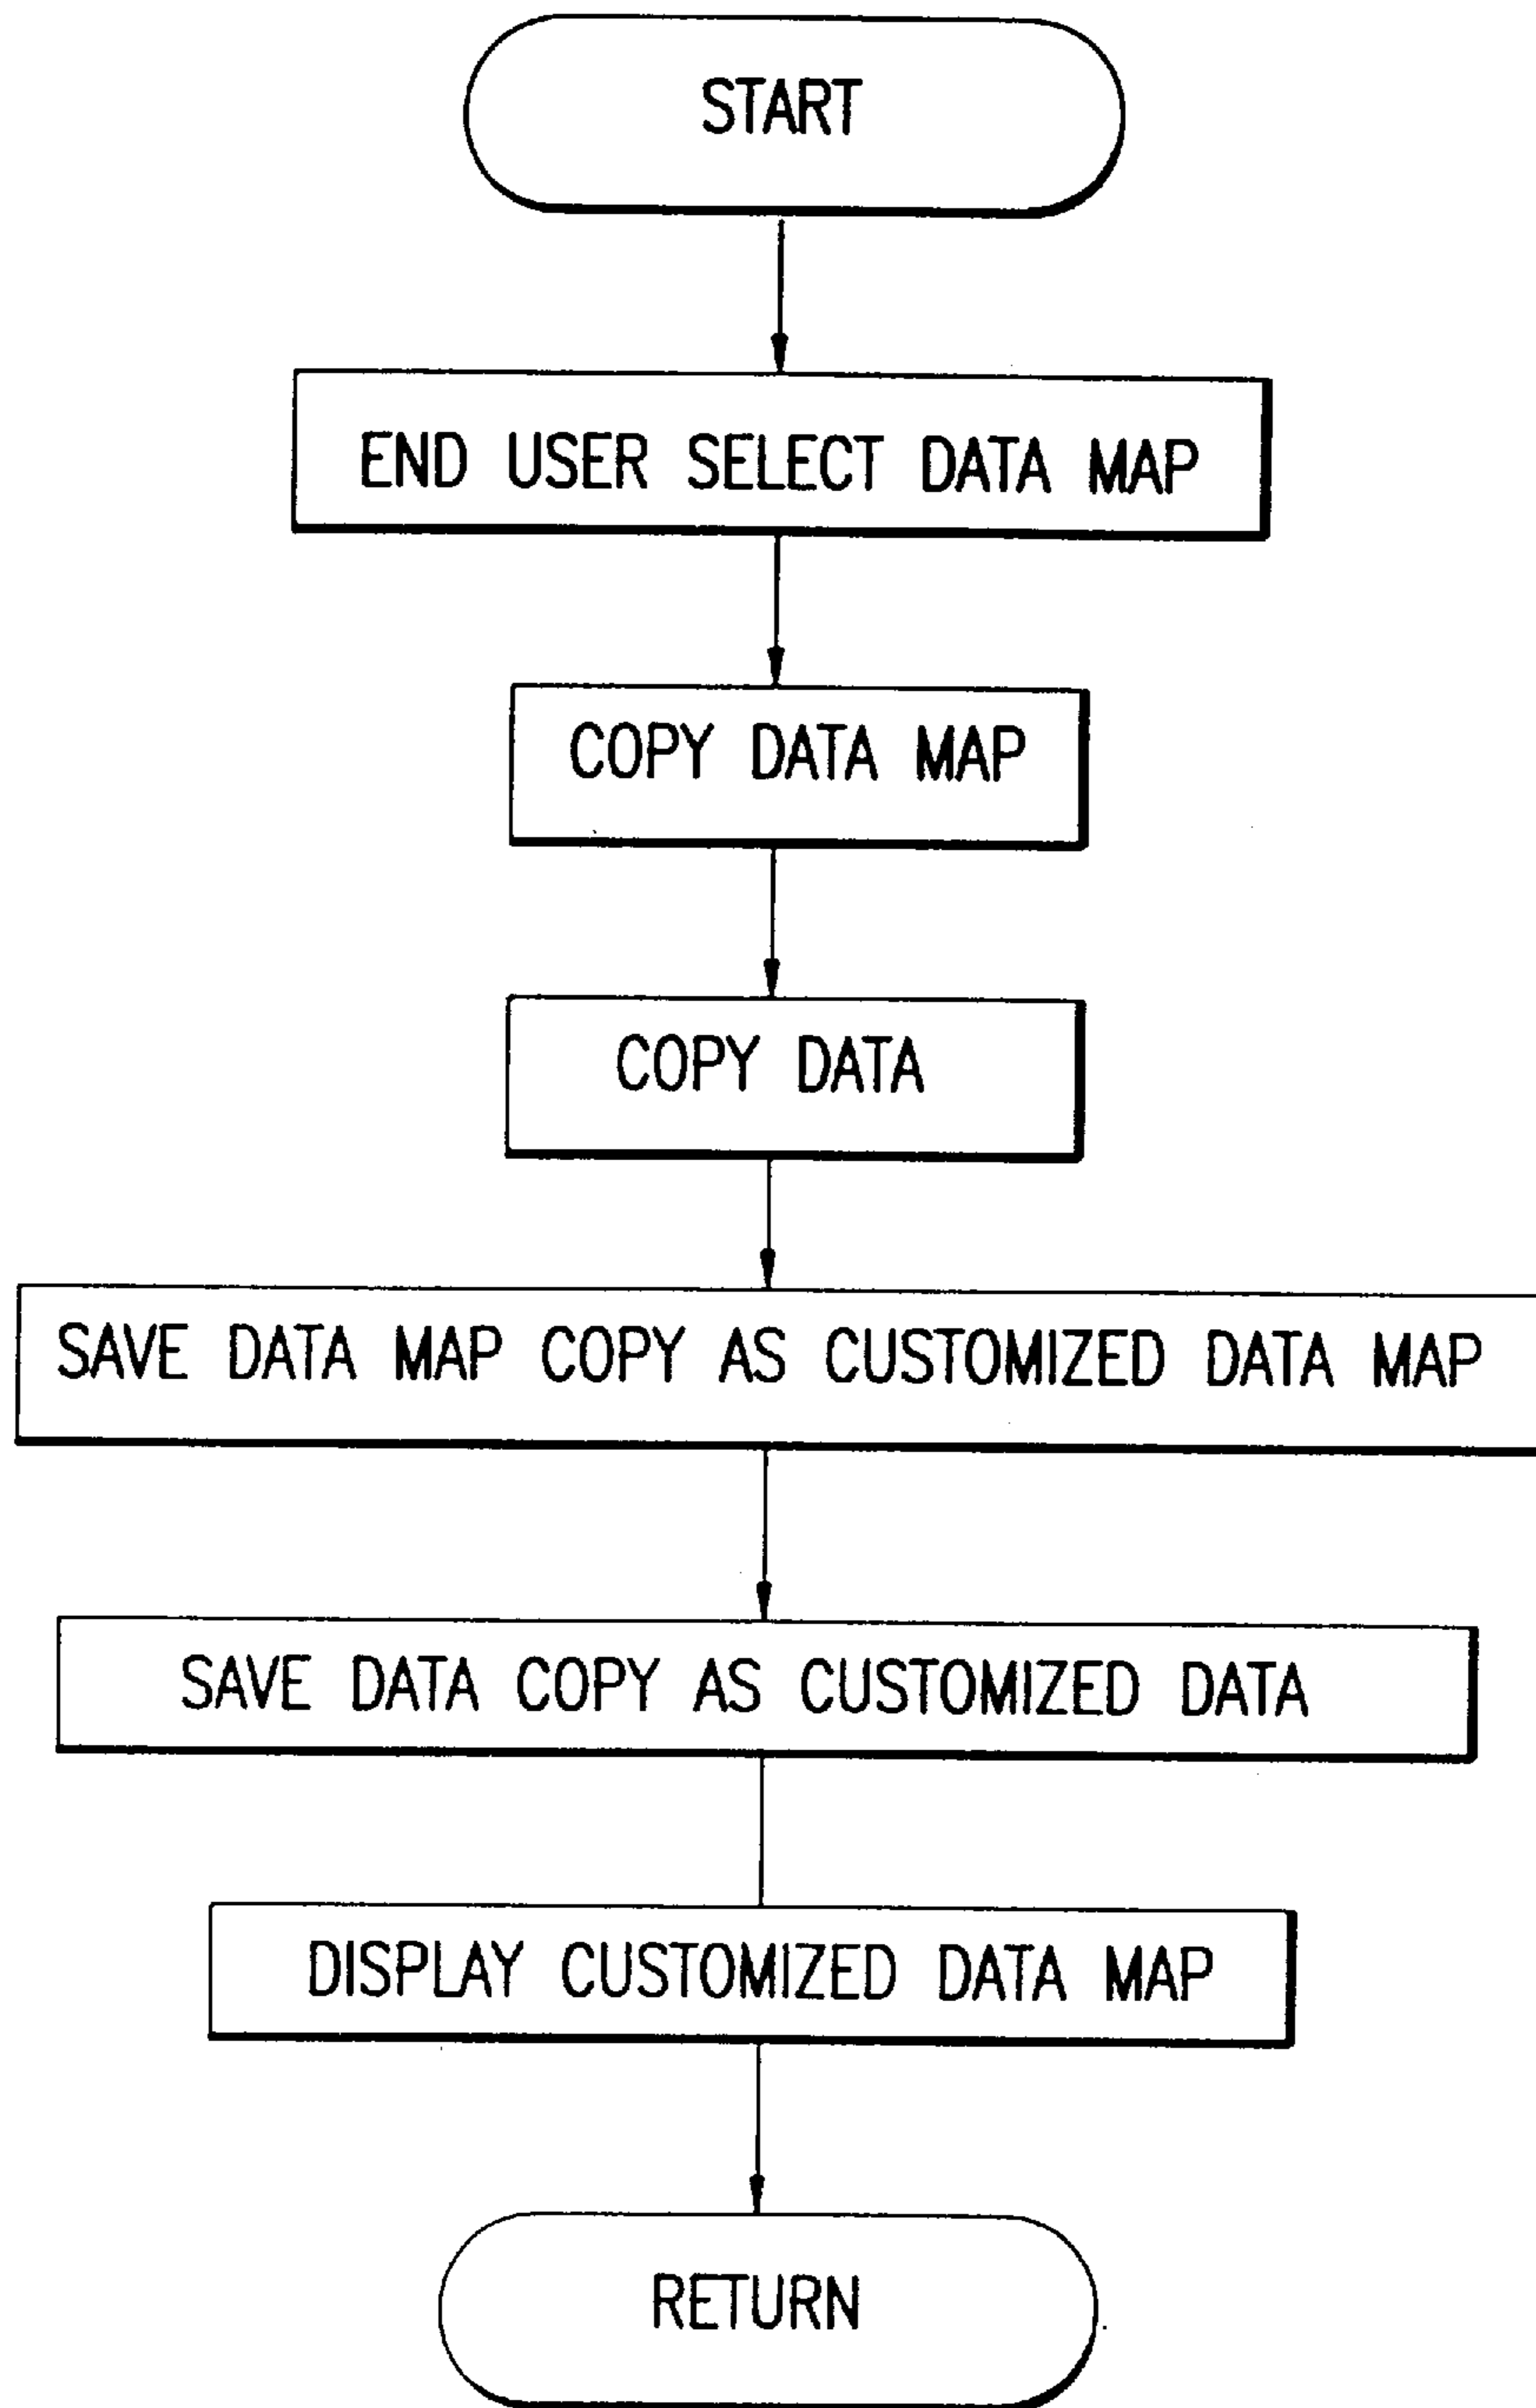 START
END USER SELECT DATA MAP
COPY DATA MAP
COPY DATA
SAVE DATA MAP COPY AS CUSTOMIZED DATA MAP
SAVE DATA COPY AS CUSTOMIZED DATA
DISPLAY CUSTOMIZED DATA MAP
RETURN